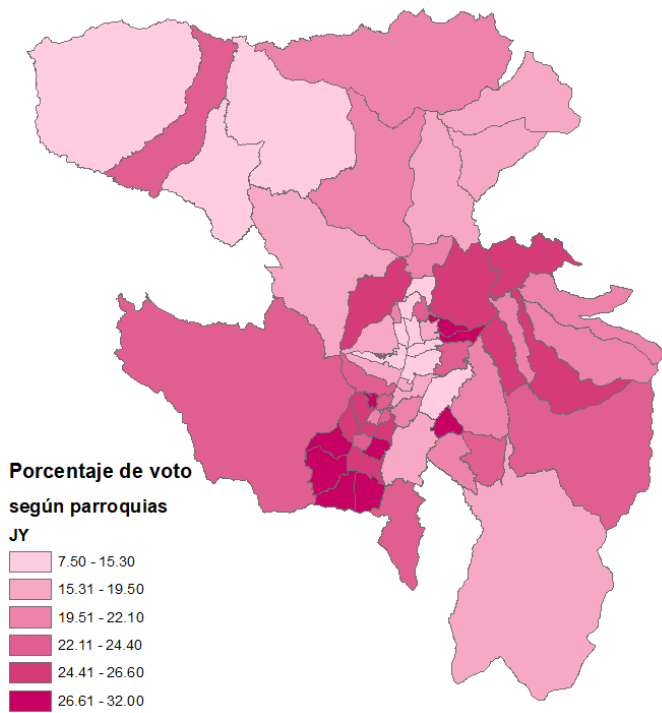 Porcentaje de voto
según parroquias
JY
7.50 - 15.30
15.31 - 19.50
19.51 - 22.10
22.11 - 24.40
24.41 - 26.60
26.61 - 32.00